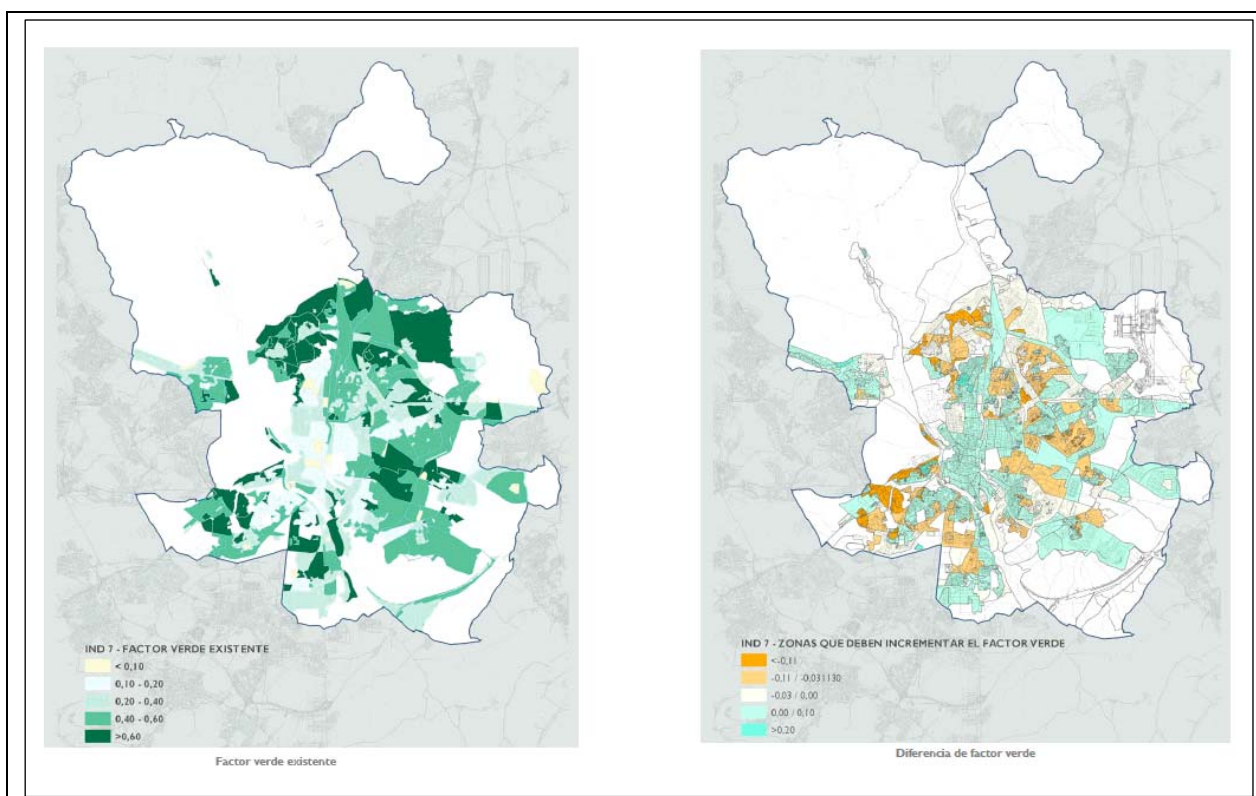 IND 7 - FACTOR VERDE EXISTENTE
< 0,10
0,10 - 0,20
0,20 - 0,40
0,40 - 0,60
>0,60
Factor verde existente
IND 7 - ZONAS QUE DEBEN INCREMENTAR EL FACTOR VERDE
<-0,11
-0,11 / -0,031130
-0,03 / 0,00
0,00 / 0,10
>0,20
Diferencia de factor verde